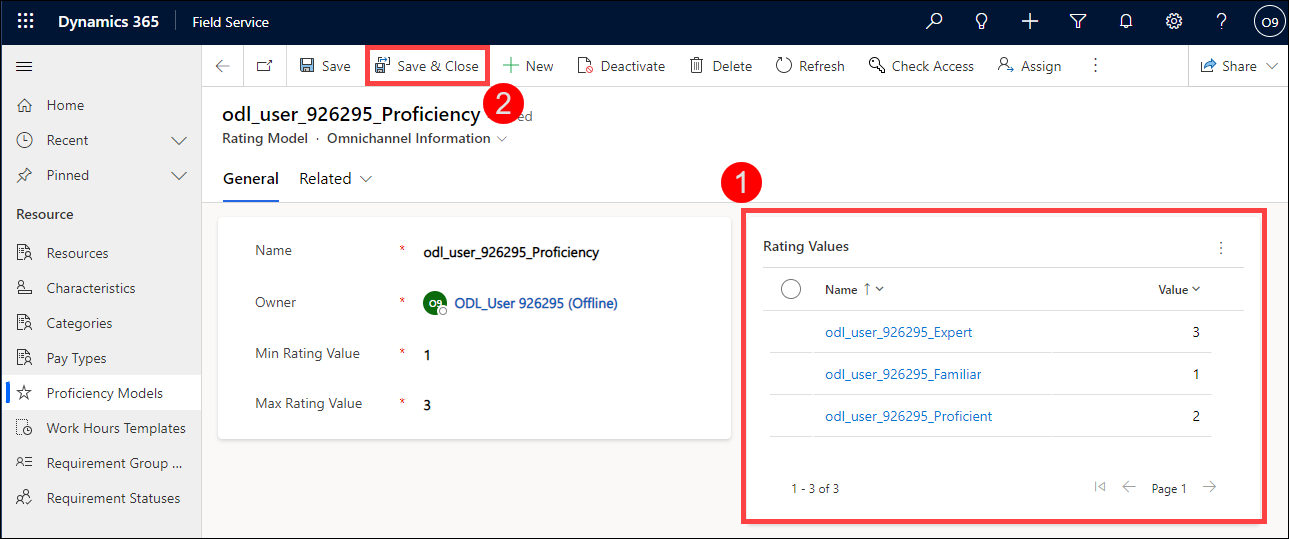 Dynamics 365 Field Service ? O9
Save Save & Close New Deactivate Delete Refresh Check Access Assign Share
2
odl_user_926295_Proficiency
Rating Model · Omnichannel Information
1
General Related
Home
Recent
Pinned
Resource
Resources
Characteristics
Categories
Pay Types
Proficiency Models
Work Hours Templates
Requirement Group ...
Requirement Statuses
Name * odl_user_926295_Proficiency
Owner * O9 ODL_User 926295 (Offline)
Min Rating Value * 1
Max Rating Value * 3
Rating Values
Name ↑ Value
odl_user_926295_Expert 3
odl_user_926295_Familiar 1
odl_user_926295_Proficient 2
1 - 3 of 3 Page 1